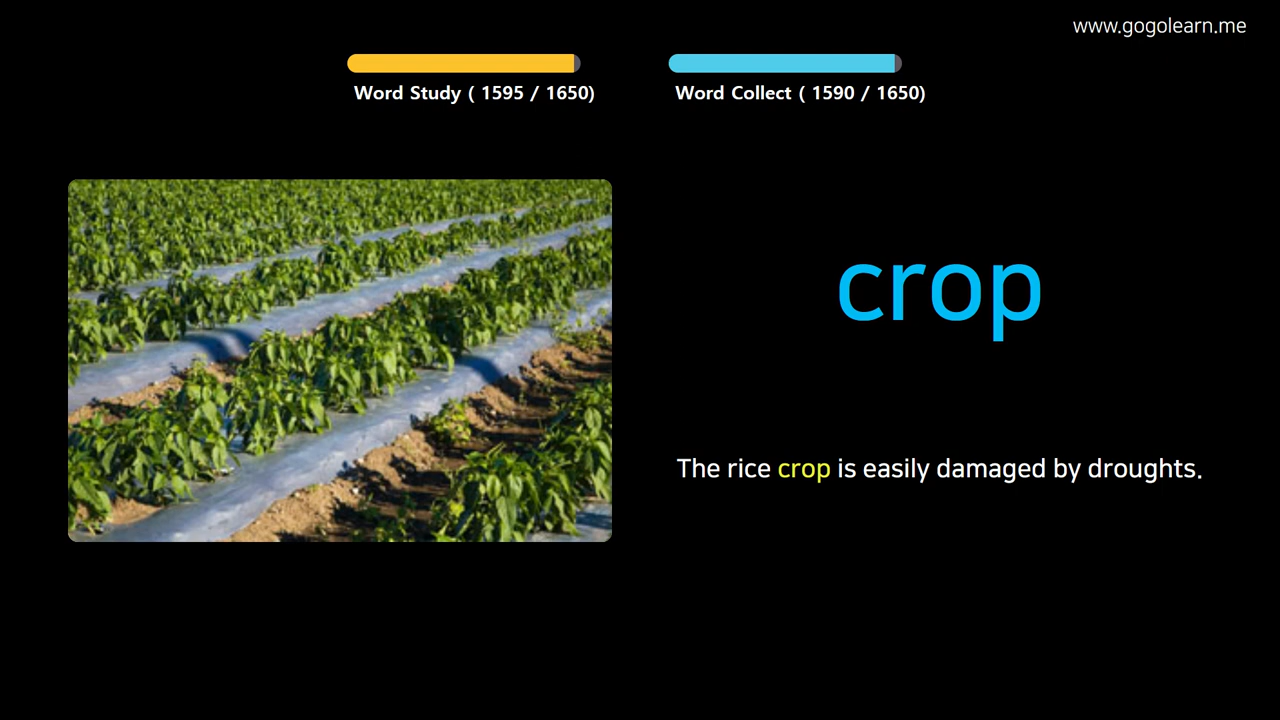 www.gogolearn.me
Word Study ( 1595 / 1650)
Word Collect ( 1590 / 1650)
crop
The rice crop is easily damaged by droughts.